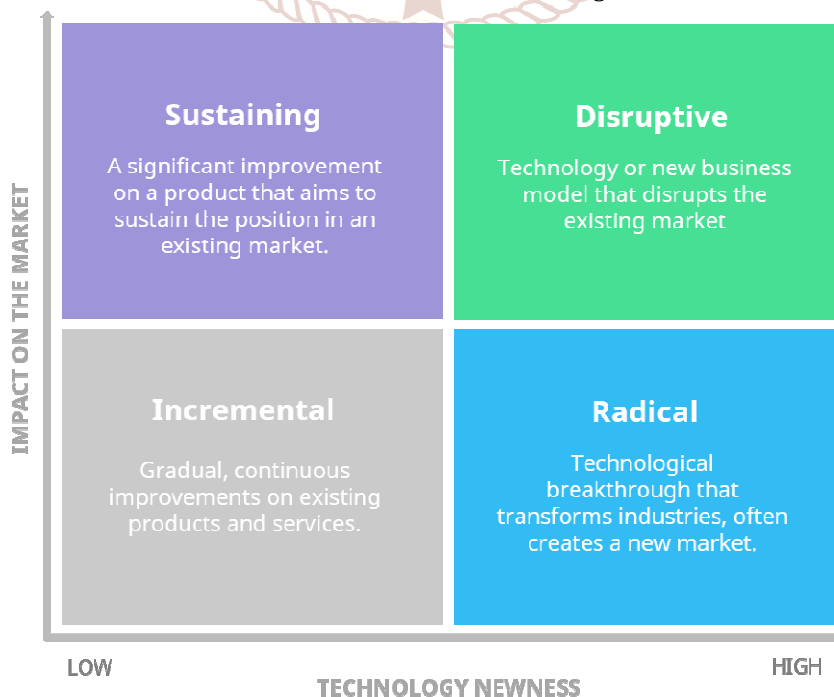 Sustaining
A significant improvement
on a product that aims to
sustain the position in an
existing market.
Disruptive
Technology or new business
model that disrupts the
existing market
IMPACT ON THE MARKET
Incremental
Gradual, continuous
improvements on existing
products and services.
Radical
Technological
breakthrough that
transforms industries, often
creates a new market.
LOW
TECHNOLOGY NEWNESS
HIGH